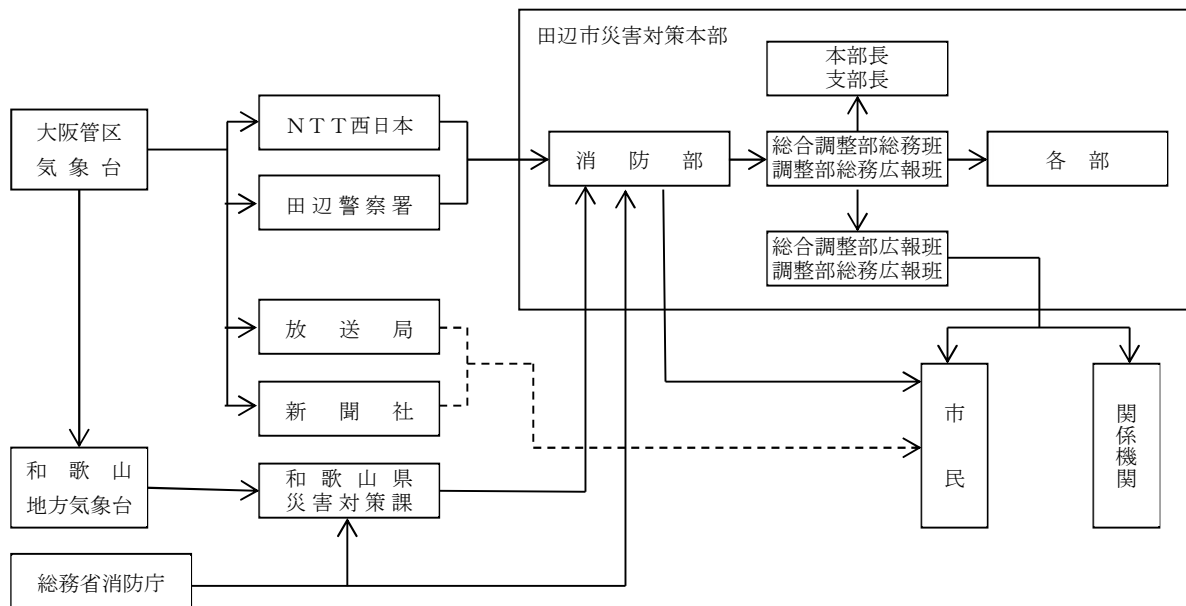 田辺市災害対策本部
本部長
支部長
大阪管区
気象台
NTT西日本
消防部
総合調整部総務班
調整部総務広報班
各部
田辺警察署
総合調整部広報班
調整部総務広報班
放送局
新聞社
市民
関係機関
和歌山
地方気象台
和歌山県
災害対策課
総務省消防庁